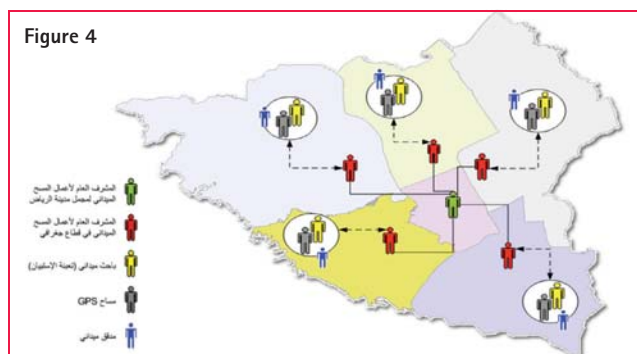 Figure 4
المشرف العام لأعمال المسح
الميداني لمجمل مدينة الرياض
المشرف العام لأعمال المسح
الميداني في قطاع جغرافي
باحث ميداني (تعبئة الإستبيان)
مساح GPS
مدقق ميداني